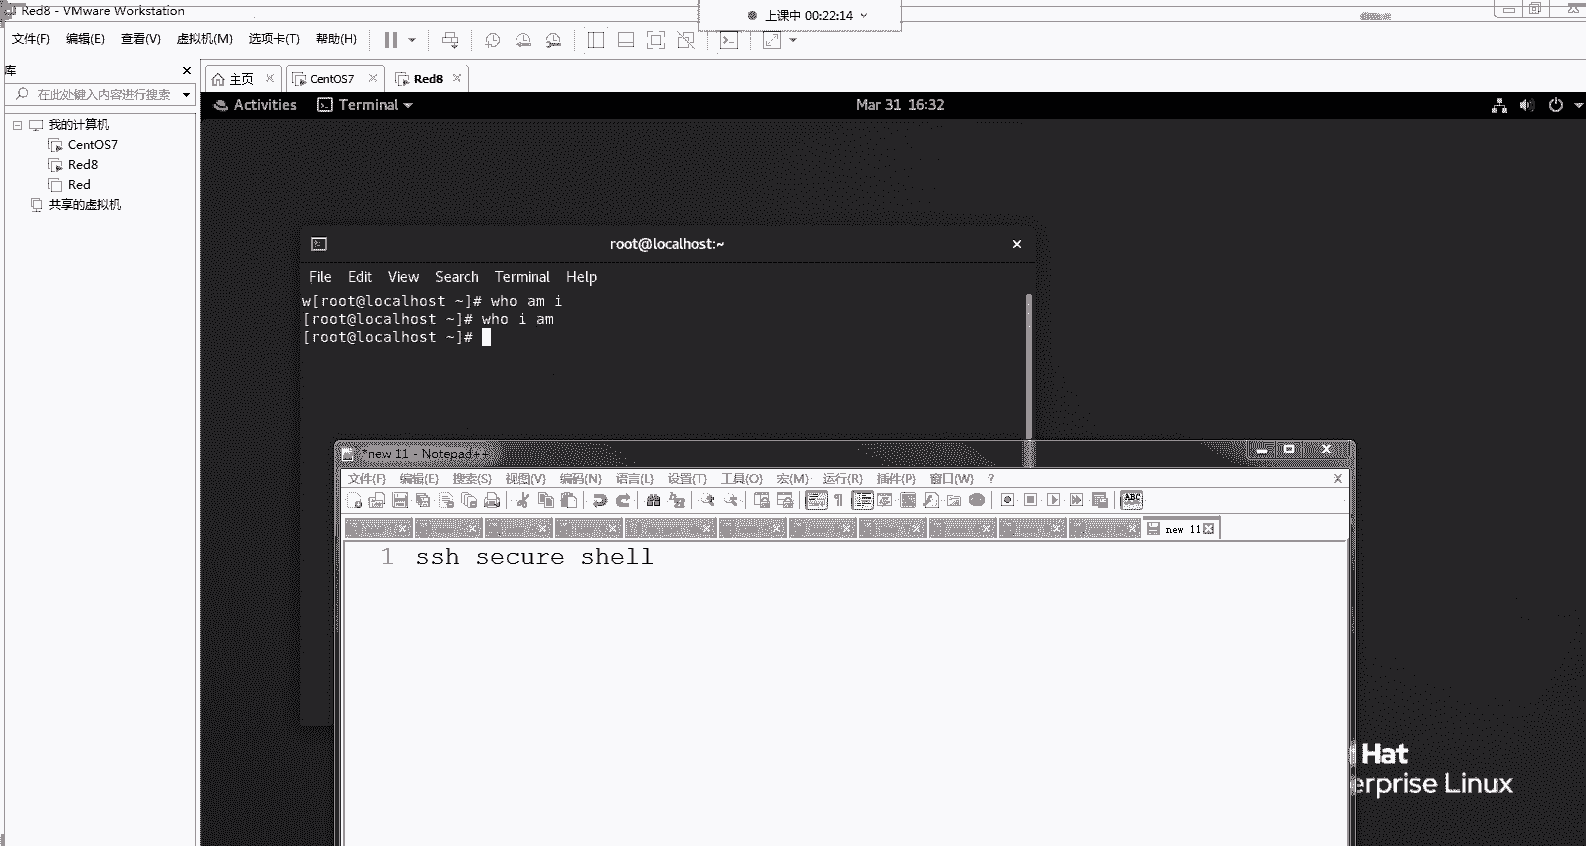 Red8 - VMware Workstation
上课中 00:22:14
文件(F) 编辑(E) 查看(V) 虚拟机(M) 选项卡(T) 帮助(H)
库
在此处键入内容进行搜索
我的计算机
CentOS7
Red8
Red
共享的虚拟机
主页 CentOS7 Red8
Activities Terminal Mar 31 16:32
root@localhost:~
File Edit View Search Terminal Help
w[root@localhost ~]# who am i
[root@localhost ~]# who i am
[root@localhost ~]#
*new 11 - Notepad++
文件(F) 编辑(E) 搜索(S) 视图(V) 编码(N) 语言(L) 设置(T) 工具(O) 宏(M) 运行(R) 插件(P) 窗口(W) ?
ABC
new 11
1 ssh secure shell
Hat
erprise Linux